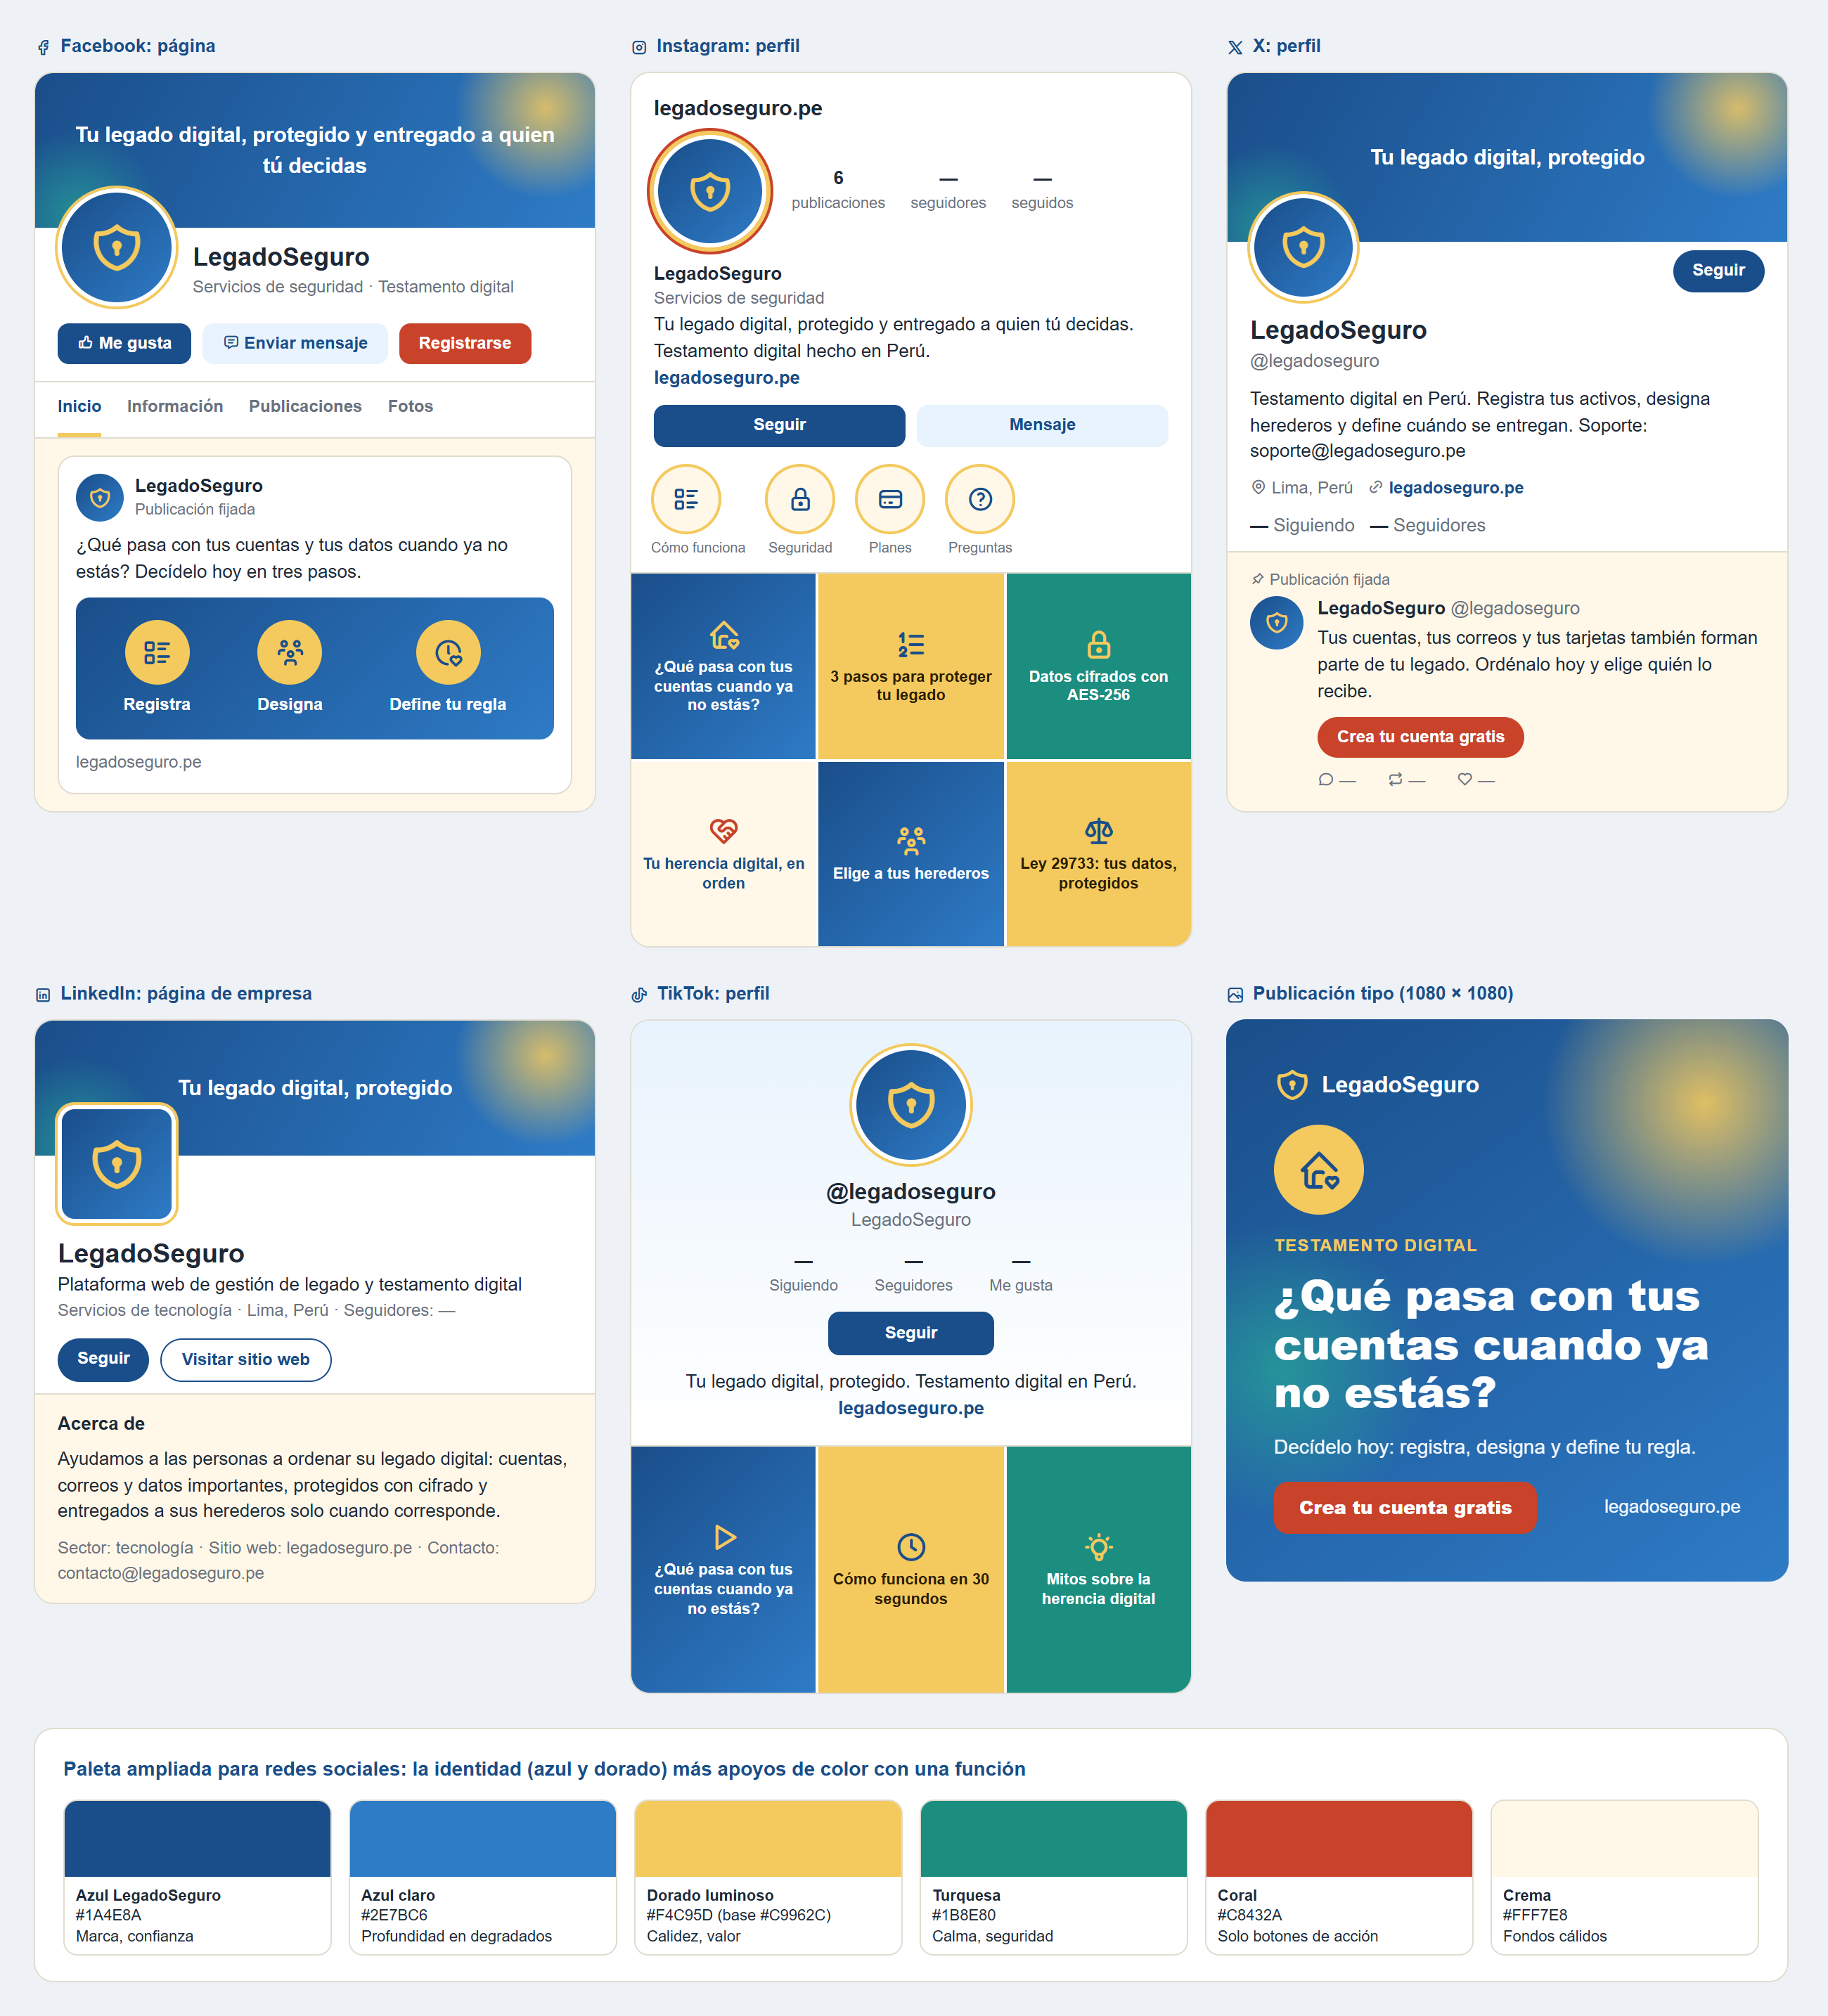 Facebook: página
Tu legado digital, protegido y entregado a quien
tú decidas
LegadoSeguro
Servicios de seguridad · Testamento digital
Me gusta
Enviar mensaje
Registrarse
Inicio
Información
Publicaciones
Fotos
LegadoSeguro
Publicación fijada
¿Qué pasa con tus cuentas y tus datos cuando ya no
estás? Decídelo hoy en tres pasos.
Registra
Designa
Define tu regla
legadoseguro.pe
Instagram: perfil
legadoseguro.pe
6
—
—
publicaciones
seguidores
seguidos
LegadoSeguro
Servicios de seguridad
Tu legado digital, protegido y entregado a quien tú decidas.
Testamento digital hecho en Perú.
legadoseguro.pe
Seguir
Mensaje
Cómo funciona
Seguridad
Planes
Preguntas
¿Qué pasa con tus
cuentas cuando ya
no estás?
3 pasos para proteger
tu legado
Datos cifrados con
AES-256
Tu herencia digital, en
orden
Elige a tus herederos
Ley 29733: tus datos,
protegidos
X: perfil
Tu legado digital, protegido
Seguir
LegadoSeguro
@legadoseguro
Testamento digital en Perú. Registra tus activos, designa
herederos y define cuándo se entregan. Soporte:
soporte@legadoseguro.pe
Lima, Perú
legadoseguro.pe
— Siguiendo
— Seguidores
Publicación fijada
LegadoSeguro @legadoseguro
Tus cuentas, tus correos y tus tarjetas también forman
parte de tu legado. Ordénalo hoy y elige quién lo
recibe.
Crea tu cuenta gratis
—
—
—
LinkedIn: página de empresa
Tu legado digital, protegido
LegadoSeguro
Plataforma web de gestión de legado y testamento digital
Servicios de tecnología · Lima, Perú · Seguidores: —
Seguir
Visitar sitio web
Acerca de
Ayudamos a las personas a ordenar su legado digital: cuentas,
correos y datos importantes, protegidos con cifrado y
entregados a sus herederos solo cuando corresponde.
Sector: tecnología · Sitio web: legadoseguro.pe · Contacto:
contacto@legadoseguro.pe
TikTok: perfil
@legadoseguro
LegadoSeguro
—
—
—
Siguiendo
Seguidores
Me gusta
Seguir
Tu legado digital, protegido. Testamento digital en Perú.
legadoseguro.pe
¿Qué pasa con tus
cuentas cuando ya
no estás?
Cómo funciona en 30
segundos
Mitos sobre la
herencia digital
Publicación tipo (1080 × 1080)
LegadoSeguro
TESTAMENTO DIGITAL
¿Qué pasa con tus
cuentas cuando ya
no estás?
Decídelo hoy: registra, designa y define tu regla.
Crea tu cuenta gratis
legadoseguro.pe
Paleta ampliada para redes sociales: la identidad (azul y dorado) más apoyos de color con una función
Azul LegadoSeguro
#1A4E8A
Marca, confianza
Azul claro
#2E7BC6
Profundidad en degradados
Dorado luminoso
#F4C95D (base #C9962C)
Calidez, valor
Turquesa
#1B8E80
Calma, seguridad
Coral
#C8432A
Solo botones de acción
Crema
#FFF7E8
Fondos cálidos